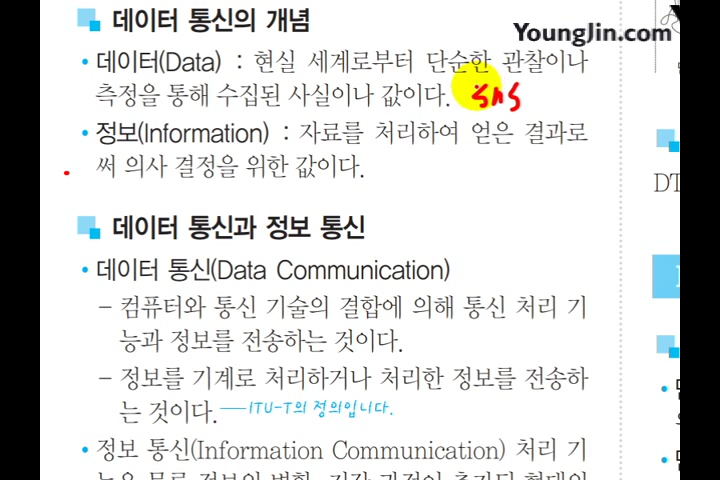 데이터 통신의 개념
YoungJin.com
• 데이터(Data) : 현실 세계로부터 단순한 관찰이나
측정을 통해 수집된 사실이나 값이다. sns
• 정보(Information) : 자료를 처리하여 얻은 결과로
써 의사 결정을 위한 값이다.
데이터 통신과 정보 통신
• 데이터 통신(Data Communication)
– 컴퓨터와 통신 기술의 결합에 의해 통신 처리 기
능과 정보를 전송하는 것이다.
– 정보를 기계로 처리하거나 처리한 정보를 전송하
는 것이다. ITU-T의 정의입니다.
• 정보 통신(Information Communication) 처리 기
DT